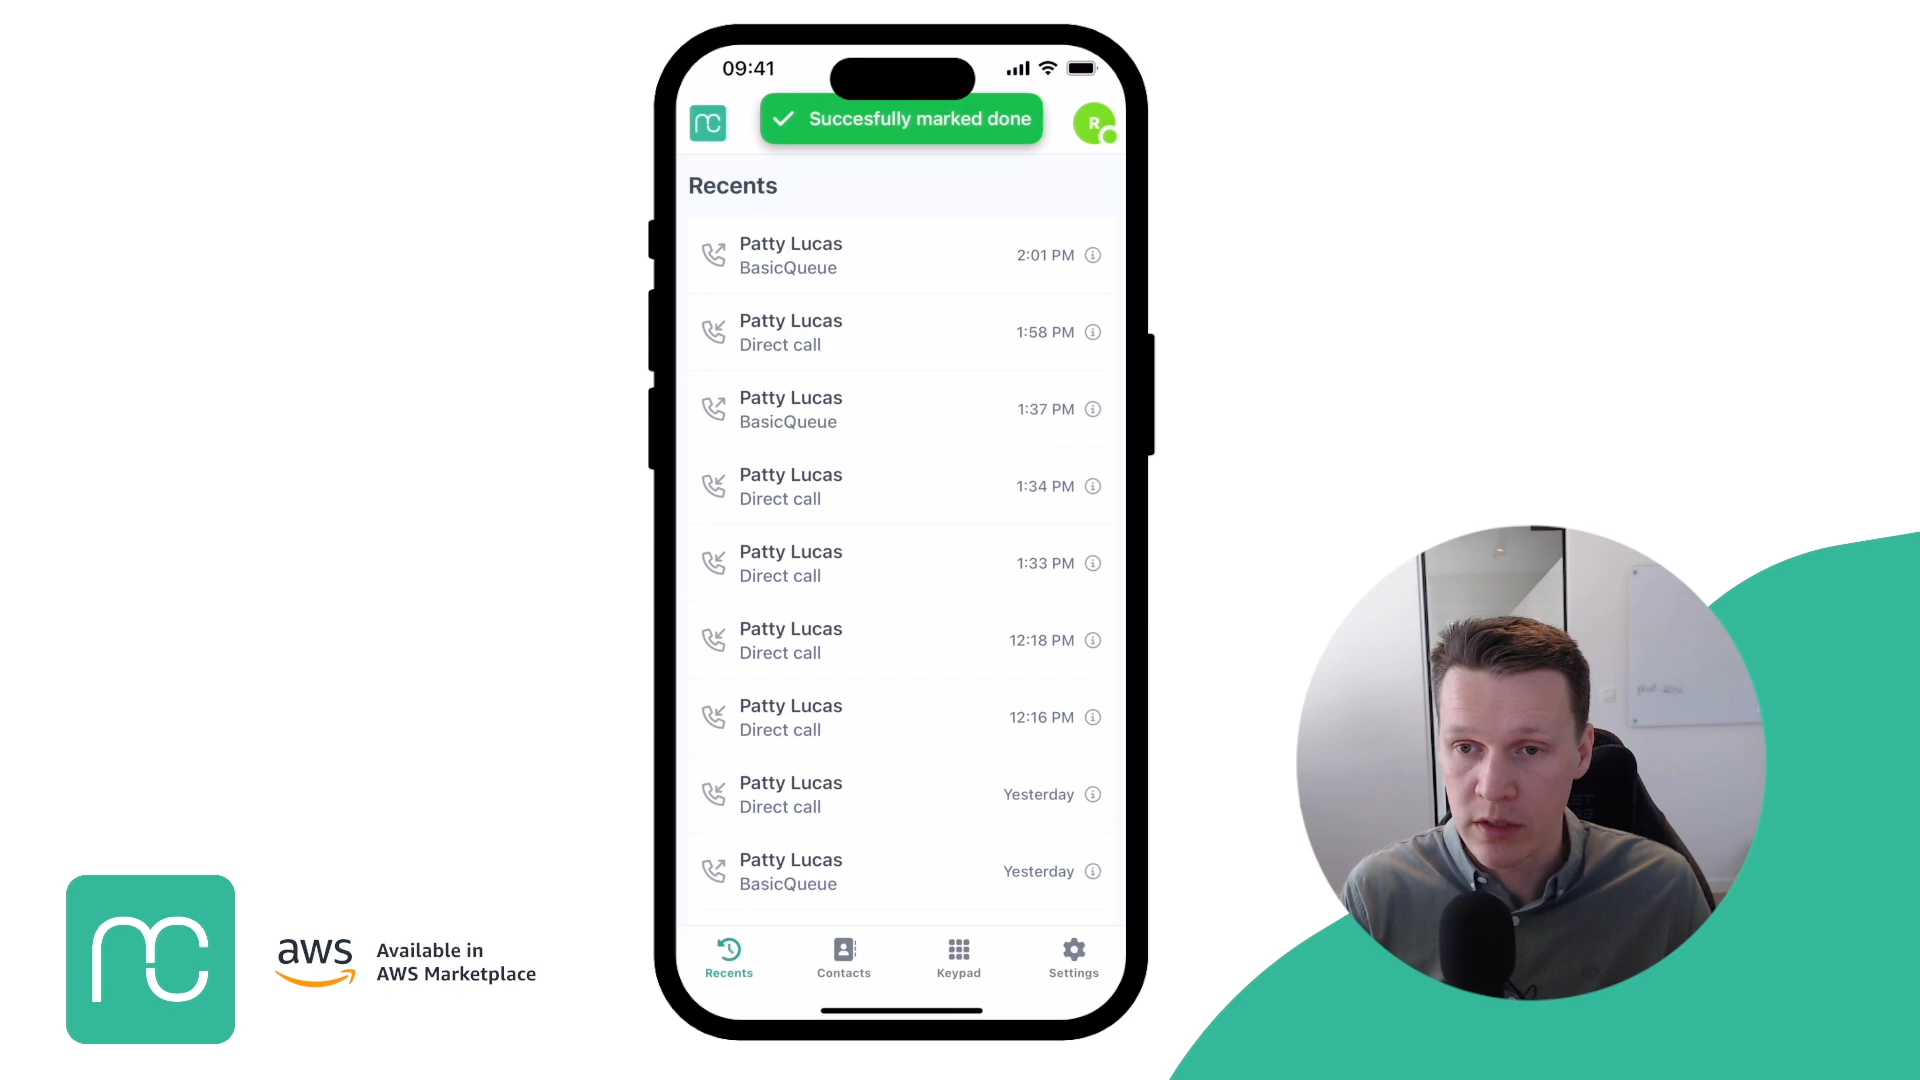 09:41
Succesfully marked done
R
Recents
Patty Lucas
BasicQueue
2:01 PM
Patty Lucas
Direct call
1:58 PM
Patty Lucas
BasicQueue
1:37 PM
Patty Lucas
Direct call
1:34 PM
Patty Lucas
Direct call
1:33 PM
Patty Lucas
Direct call
12:18 PM
Patty Lucas
Direct call
12:16 PM
Patty Lucas
Direct call
Yesterday
Patty Lucas
BasicQueue
Yesterday
Recents
Contacts
Keypad
Settings
aws
Available in
AWS Marketplace